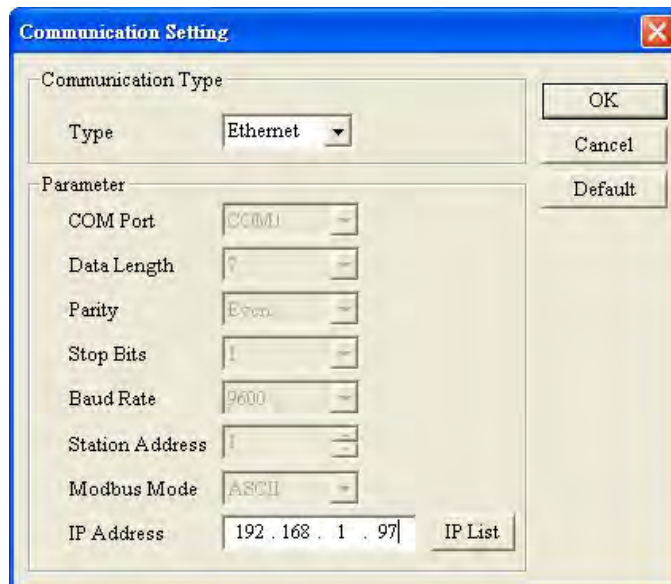 Communication Setting
Communication Type
Type Ethernet
OK
Cancel
Default
Parameter
COM Port COM1
Data Length 7
Parity Even
Stop Bits 1
Baud Rate 9600
Station Address 1
Modbus Mode ASCII
IP Address 192 . 168 . 1 . 97 IP List